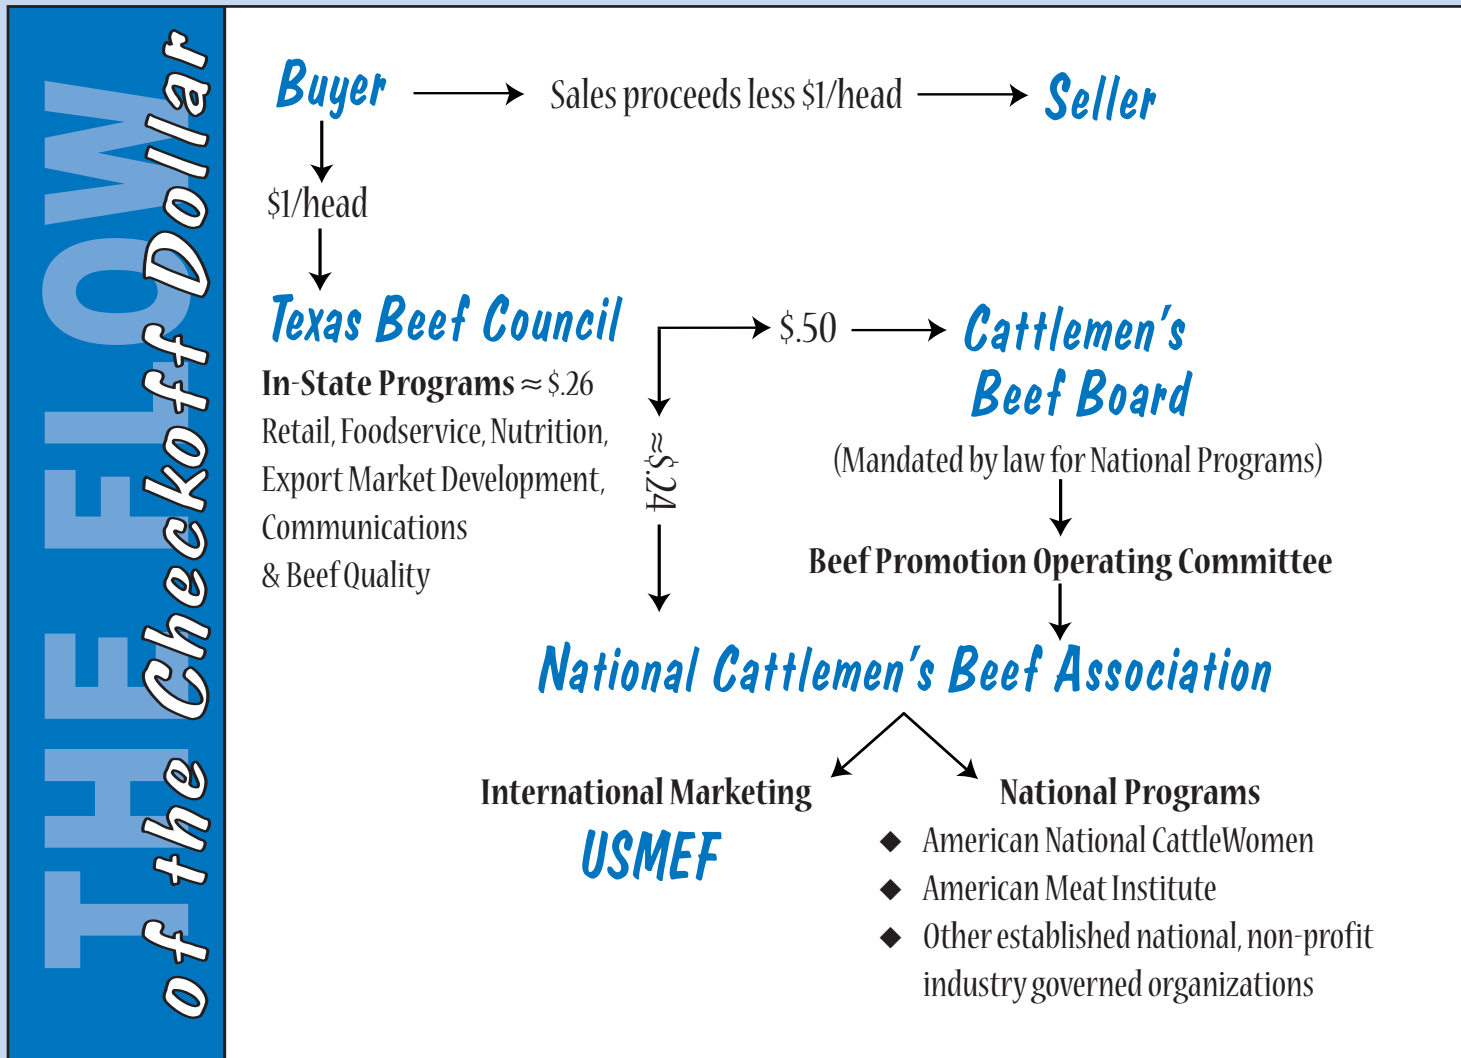 THE FLOW
of the Checkoff Dollar
Buyer
Sales proceeds less $1/head
Seller
$1/head
Texas Beef Council
In-State Programs ≈ $.26
Retail, Foodservice, Nutrition,
Export Market Development,
Communications
& Beef Quality
≈$.24
$.50
Cattlemen's
Beef Board
(Mandated by law for National Programs)
Beef Promotion Operating Committee
National Cattlemen's Beef Association
International Marketing
USMEF
National Programs
◆ American National CattleWomen
◆ American Meat Institute
◆ Other established national, non-profit
industry governed organizations